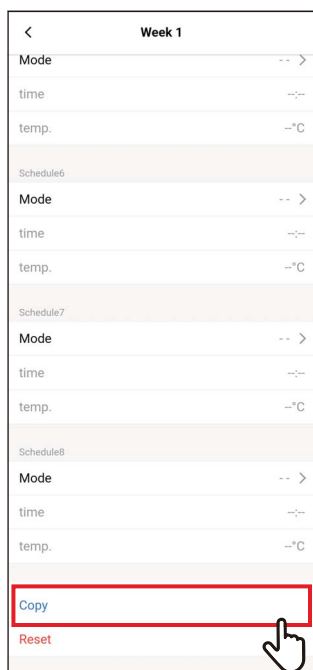 Week 1
Mode -- >
time --:--
temp. --°C
Schedule6
Mode -- >
time --:--
temp. --°C
Schedule7
Mode -- >
time --:--
temp. --°C
Schedule8
Mode -- >
time --:--
temp. --°C
Copy
Reset